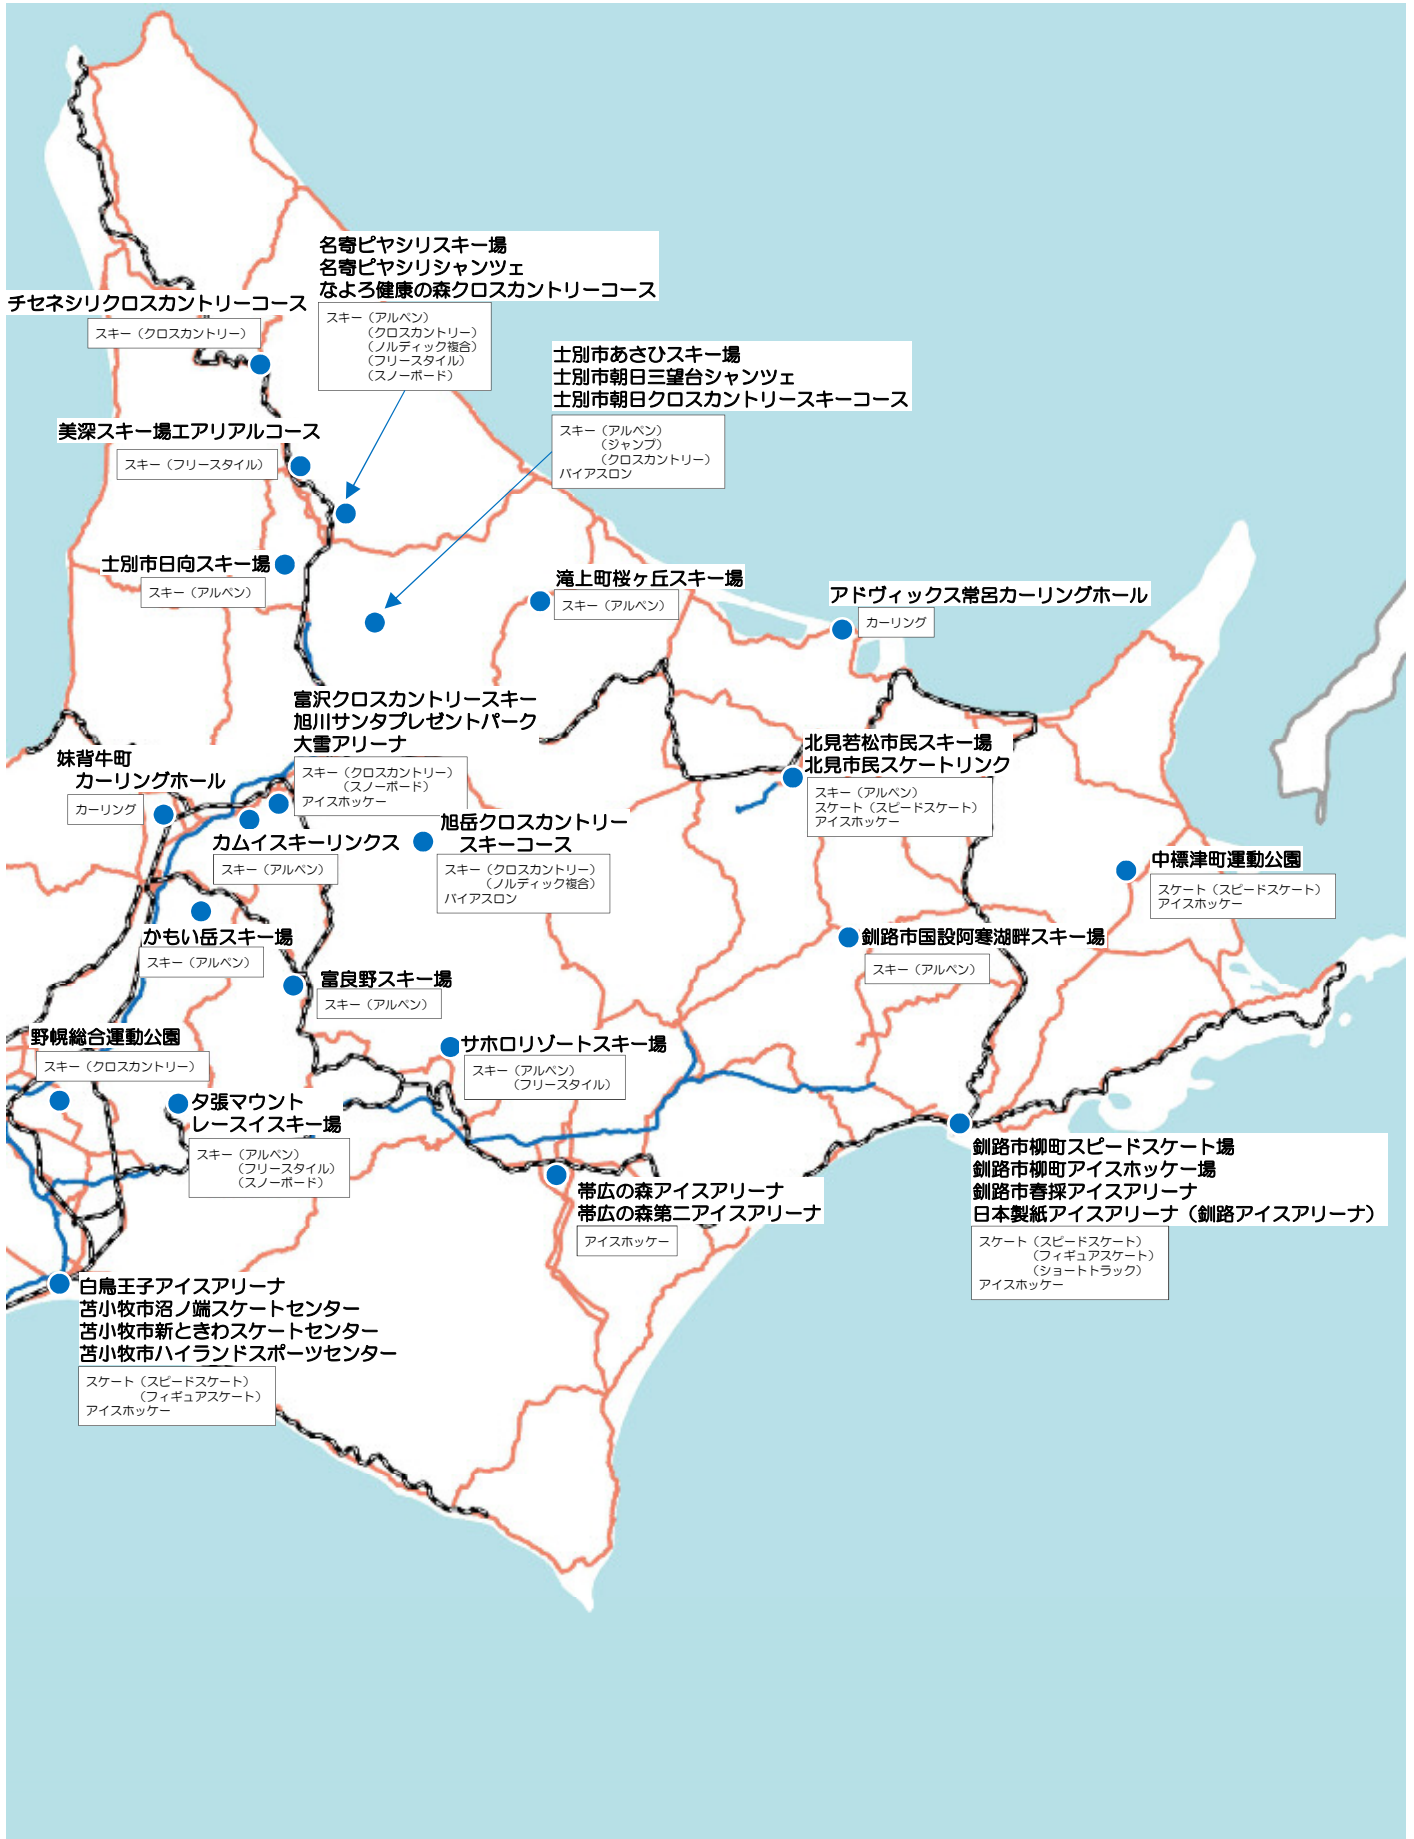 名寄ピヤシリスキー場
名寄ピヤシリシャンツェ
なよろ健康の森クロスカントリーコース
スキー（アルペン）
（クロスカントリー）
（ノルディック複合）
（フリースタイル）
（スノーボード）
チセネシリクロスカントリーコース
スキー（クロスカントリー）
士別市あさひスキー場
士別市朝日三望台シャンツェ
士別市朝日クロスカントリースキーコース
スキー（アルペン）
（ジャンプ）
（クロスカントリー）
バイアスロン
美深スキー場エアリアルコース
スキー（フリースタイル）
士別市日向スキー場
スキー（アルペン）
滝上町桜ヶ丘スキー場
スキー（アルペン）
アドヴィックス常呂カーリングホール
カーリング
富沢クロスカントリースキー
旭川サンタプレゼントパーク
大雪アリーナ
スキー（クロスカントリー）
（スノーボード）
アイスホッケー
妹背牛町
カーリングホール
カーリング
北見若松市民スキー場
北見市民スケートリンク
スキー（アルペン）
スケート（スピードスケート）
アイスホッケー
カムイスキーリンクス
スキー（アルペン）
旭岳クロスカントリー
スキーコース
スキー（クロスカントリー）
（ノルディック複合）
バイアスロン
中標津町運動公園
スケート（スピードスケート）
アイスホッケー
かもい岳スキー場
スキー（アルペン）
釧路市国設阿寒湖畔スキー場
スキー（アルペン）
富良野スキー場
スキー（アルペン）
野幌総合運動公園
スキー（クロスカントリー）
サホロリゾートスキー場
スキー（アルペン）
（フリースタイル）
夕張マウント
レースイスキー場
スキー（アルペン）
（フリースタイル）
（スノーボード）
帯広の森アイスアリーナ
帯広の森第二アイスアリーナ
アイスホッケー
釧路市柳町スピードスケート場
釧路市柳町アイスホッケー場
釧路市春採アイスアリーナ
日本製紙アイスアリーナ（釧路アイスアリーナ）
スケート（スピードスケート）
（フィギュアスケート）
（ショートトラック）
アイスホッケー
白鳥王子アイスアリーナ
苫小牧市沼ノ端スケートセンター
苫小牧市新ときわスケートセンター
苫小牧市ハイランドスポーツセンター
スケート（スピードスケート）
（フィギュアスケート）
アイスホッケー